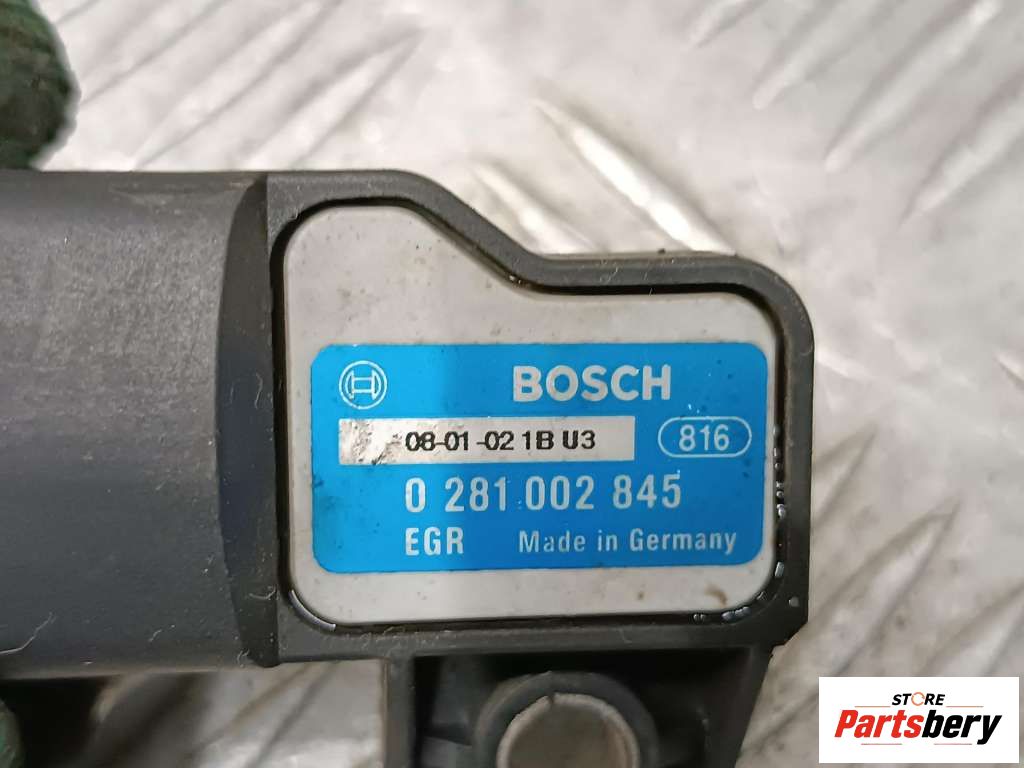 BOSCH
08-01-02 1B U3
816
0 281 002 845
EGR Made in Germany
STORE
Partsbery